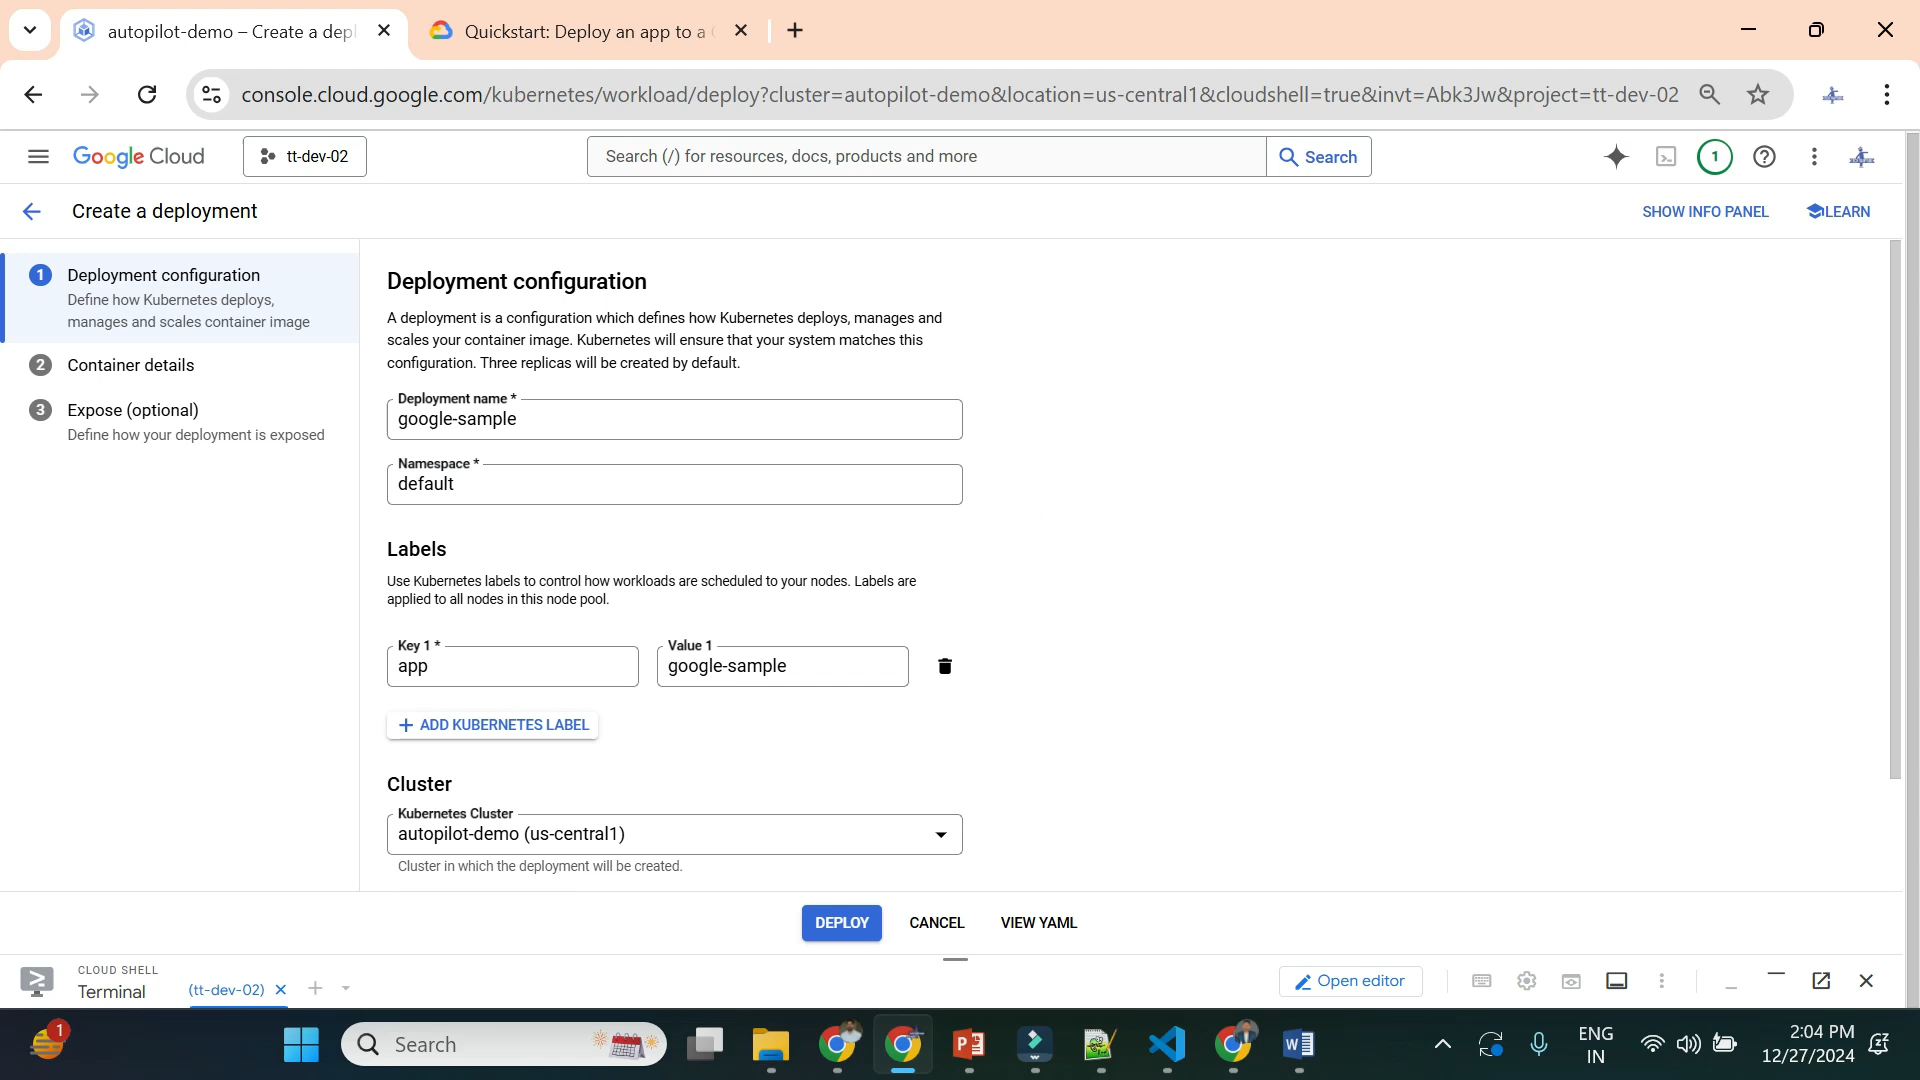 autopilot-demo – Create a depl
Quickstart: Deploy an app to a
console.cloud.google.com/kubernetes/workload/deploy?cluster=autopilot-demo&location=us-central1&cloudshell=true&invt=Abk3Jw&project=tt-dev-02
Google Cloud
tt-dev-02
Search (/) for resources, docs, products and more
Search
1
Create a deployment
SHOW INFO PANEL
LEARN
1
Deployment configuration
Define how Kubernetes deploys,
manages and scales container image
2
Container details
3
Expose (optional)
Define how your deployment is exposed
Deployment configuration
A deployment is a configuration which defines how Kubernetes deploys, manages and
scales your container image. Kubernetes will ensure that your system matches this
configuration. Three replicas will be created by default.
Deployment name *
google-sample
Namespace *
default
Labels
Use Kubernetes labels to control how workloads are scheduled to your nodes. Labels are
applied to all nodes in this node pool.
Key 1 *
app
Value 1
google-sample
ADD KUBERNETES LABEL
Cluster
Kubernetes Cluster
autopilot-demo (us-central1)
Cluster in which the deployment will be created.
DEPLOY
CANCEL
VIEW YAML
CLOUD SHELL
Terminal
(tt-dev-02)
Open editor
1
Search
ENG
IN
2:04 PM
12/27/2024